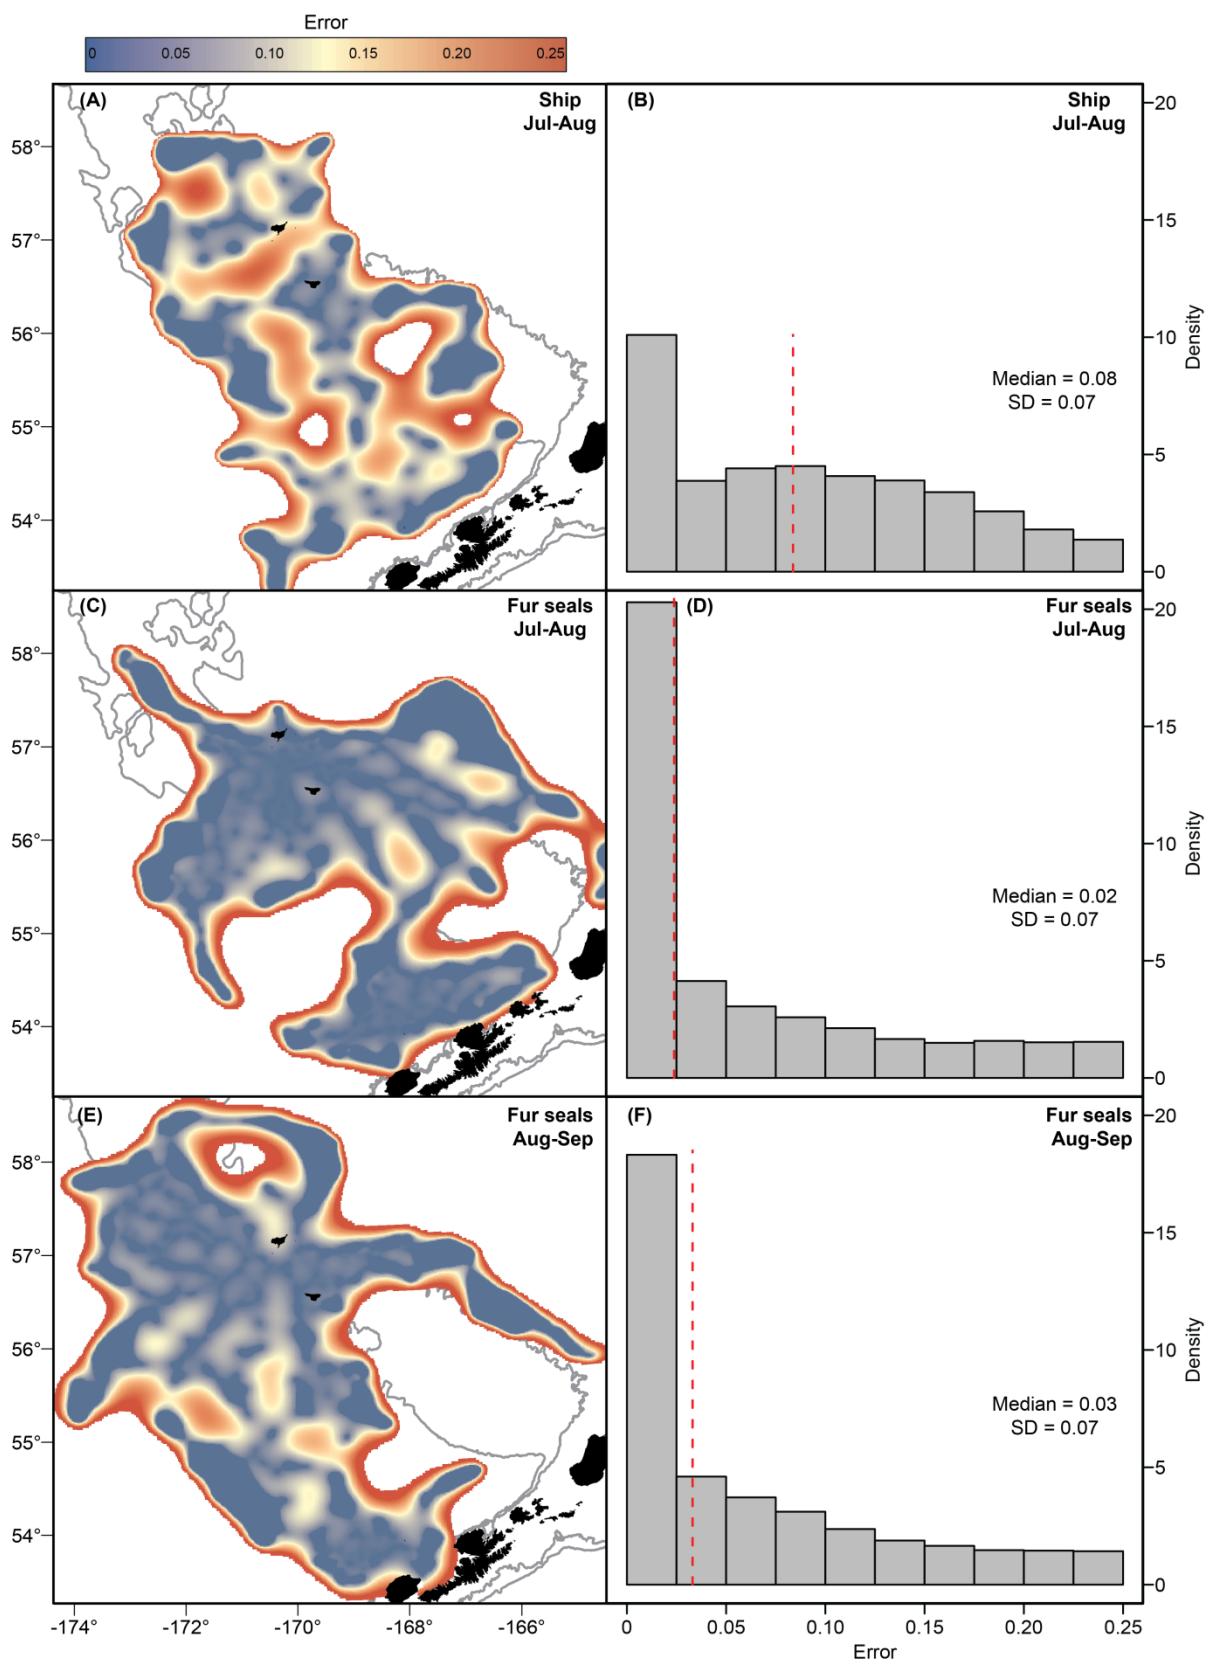 Error
0 0.05 0.10 0.15 0.20 0.25
(A) Ship
Jul-Aug
58°
57°
56°
55°
54°
(B) Ship
Jul-Aug
20
15
10
5
0
Density
Median = 0.08
SD = 0.07
(C) Fur seals
Jul-Aug
58°
57°
56°
55°
54°
(D) Fur seals
Jul-Aug
20
15
10
5
0
Density
Median = 0.02
SD = 0.07
(E) Fur seals
Aug-Sep
58°
57°
56°
55°
54°
-174° -172° -170° -168° -166°
(F) Fur seals
Aug-Sep
20
15
10
5
0
Density
Median = 0.03
SD = 0.07
0 0.05 0.10 0.15 0.20 0.25
Error